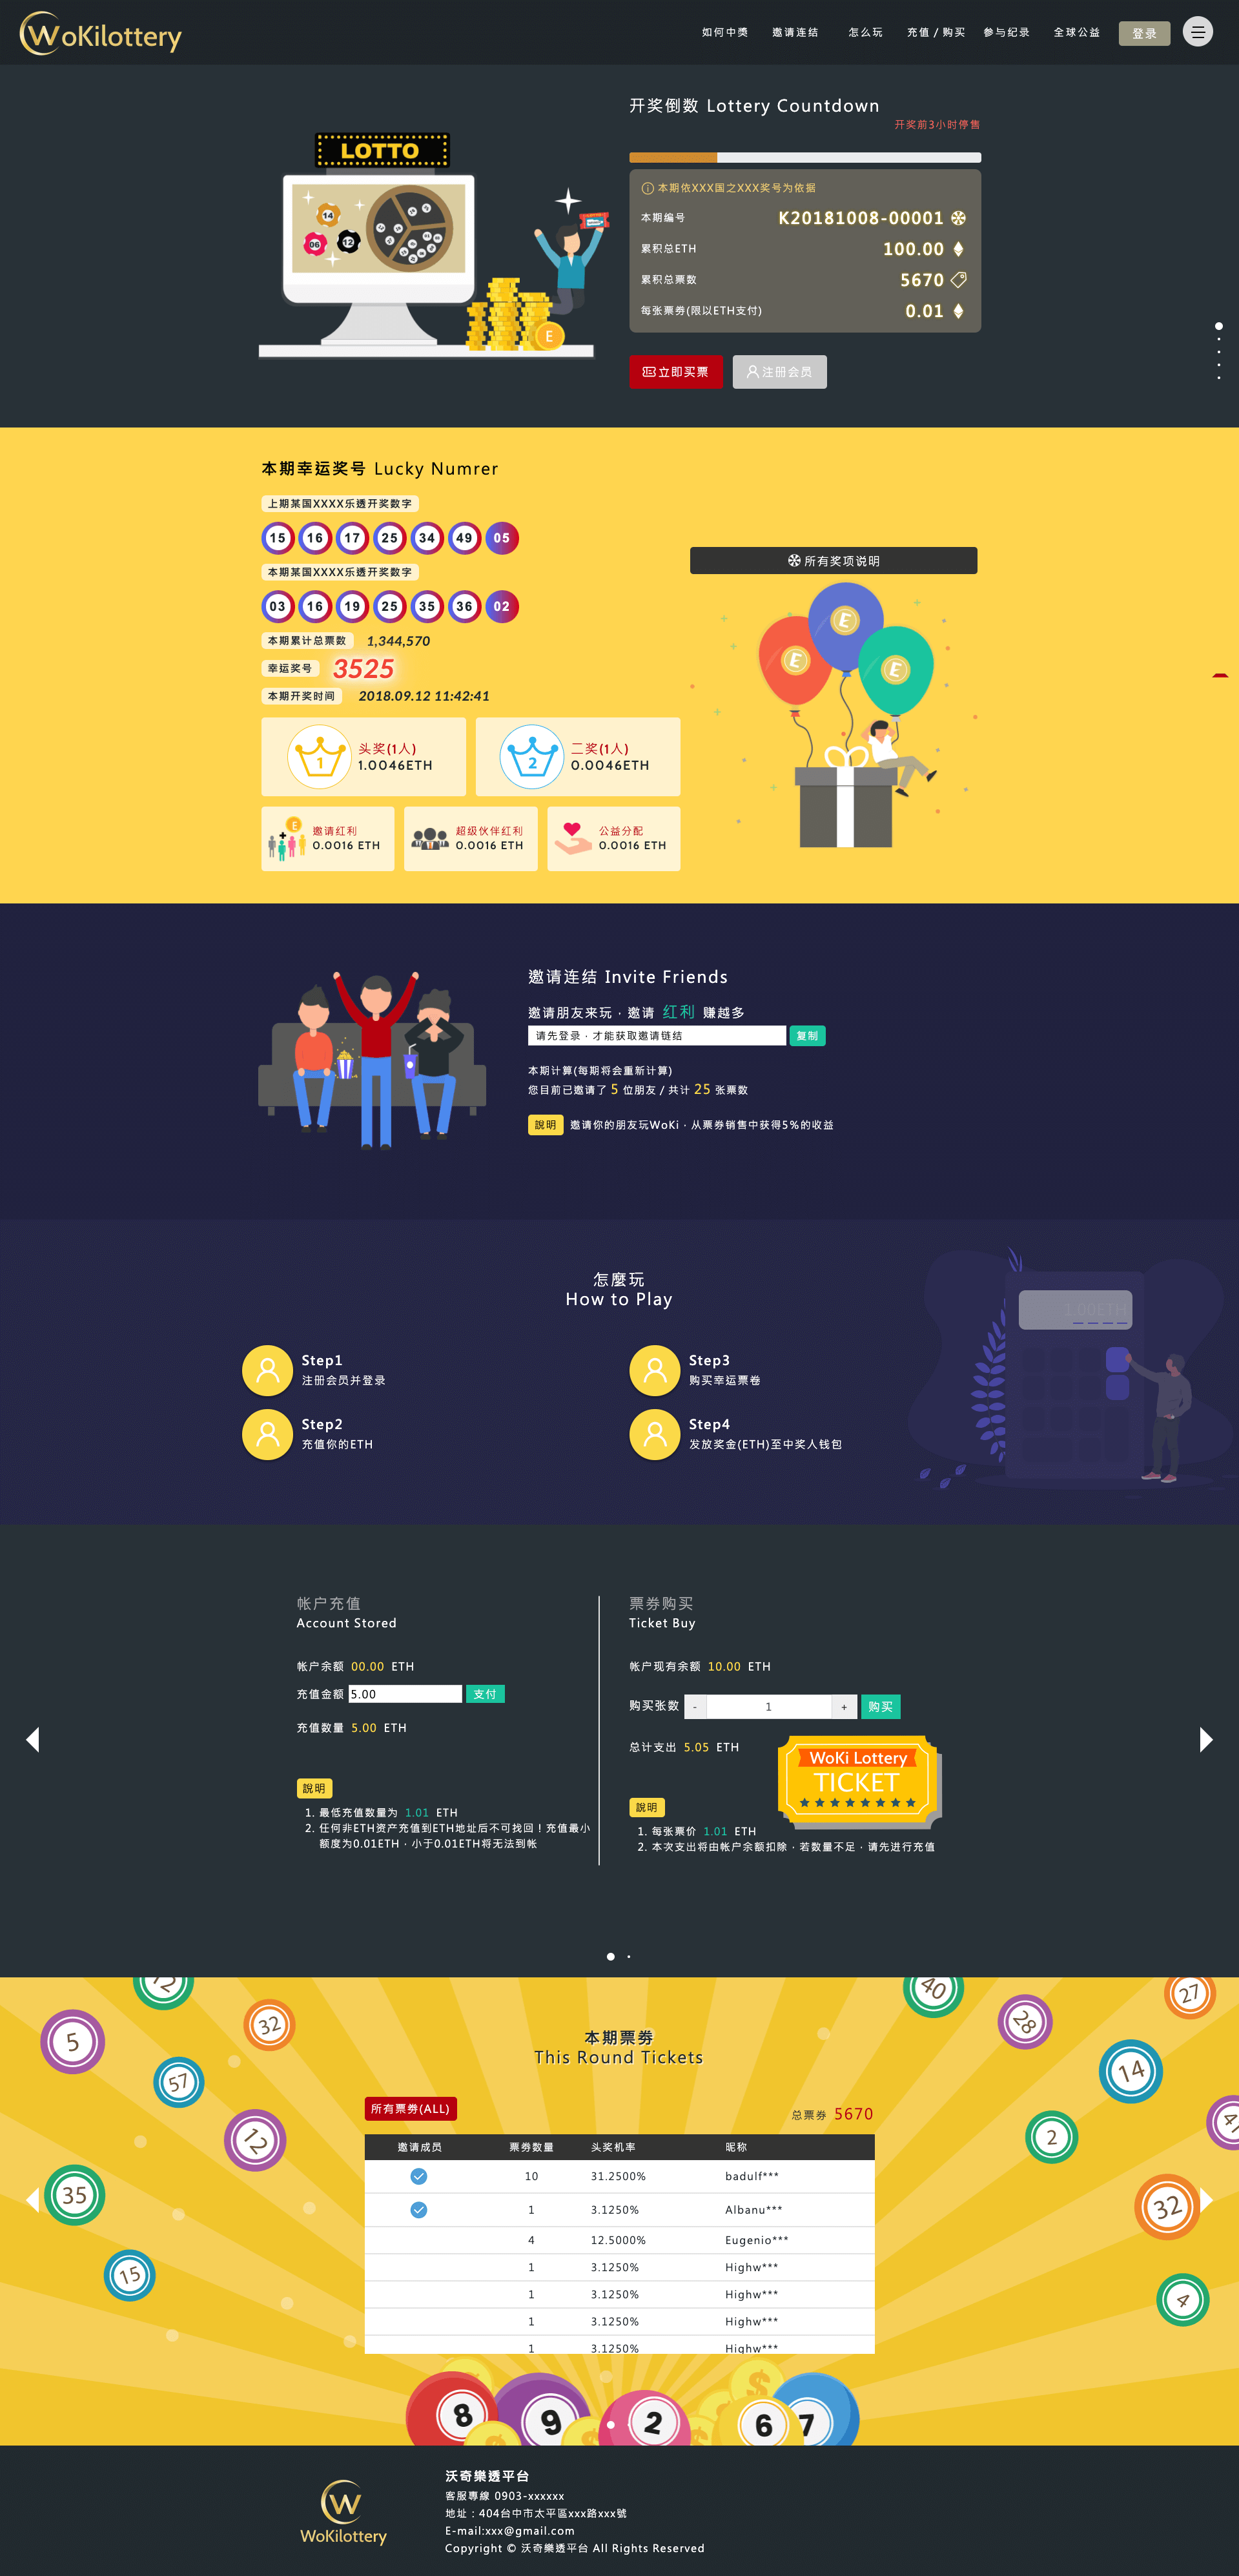 WoKilottery
如何中奬
邀请连结
怎么玩
充值 / 购买
参与纪录
全球公益
登录
开奖倒数 Lottery Countdown
开奖前3小时停售
LOTTO
14
06
12
E
本期依XXX国之XXX奖号为依据
本期编号 K20181008-00001
累积总ETH 100.00
累积总票数 5670
每张票劵(限以ETH支付) 0.01
立即买票
注册会员
本期幸运奖号 Lucky Numrer
上期某国XXXX乐透开奖数字
15 16 17 25 34 49 05
本期某国XXXX乐透开奖数字
03 16 19 25 35 36 02
本期累计总票数 1,344,570
幸运奖号 3525
本期开奖时间 2018.09.12 11:42:41
所有奖项说明
E
E
E
1
头奖(1人)
1.0046ETH
2
二奖(1人)
0.0046ETH
E
邀请红利
0.0016 ETH
超级伙伴红利
0.0016 ETH
公益分配
0.0016 ETH
邀请连结 Invite Friends
邀请朋友来玩．邀请 红利 赚越多
请先登录．才能获取邀请链结
复制
本期计算(每期将会重新计算)
您目前已邀请了 5 位朋友 / 共计 25 张票数
說明 邀请你的朋友玩WoKi．从票券销售中获得5%的收益
怎麼玩
How to Play
1.00ETH
Step1
注册会员并登录
Step2
充值你的ETH
Step3
购买幸运票卷
Step4
发放奖金(ETH)至中奖人钱包
帐户充值
Account Stored
帐户余额 00.00 ETH
充值金额 5.00 支付
充值数量 5.00 ETH
說明
1. 最低充值数量为 1.01 ETH
2. 任何非ETH资产充值到ETH地址后不可找回！充值最小
额度为0.01ETH．小于0.01ETH将无法到帐
票券购买
Ticket Buy
帐户现有余额 10.00 ETH
购买张数 - 1 + 购买
总计支出 5.05 ETH
WoKi Lottery
TICKET
說明
1. 每张票价 1.01 ETH
2. 本次支出将由帐户余额扣除．若数量不足．请先进行充值
12
40
27
5
32
28
57
14
12
2
35
32
15
4
本期票劵
This Round Tickets
所有票劵(ALL)
总票券 5670
邀请成员 票劵数量 头奖机率 昵称
10 31.2500% badulf***
1 3.1250% Albanu***
4 12.5000% Eugenio***
1 3.1250% Highw***
1 3.1250% Highw***
1 3.1250% Highw***
1 3.1250% Highw***
8
9
2
6
7
WoKilottery
沃奇樂透平台
客服專線 0903-xxxxxx
地址：404台中市太平區xxx路xxx號
E-mail:xxx@gmail.com
Copyright © 沃奇樂透平台 All Rights Reserved